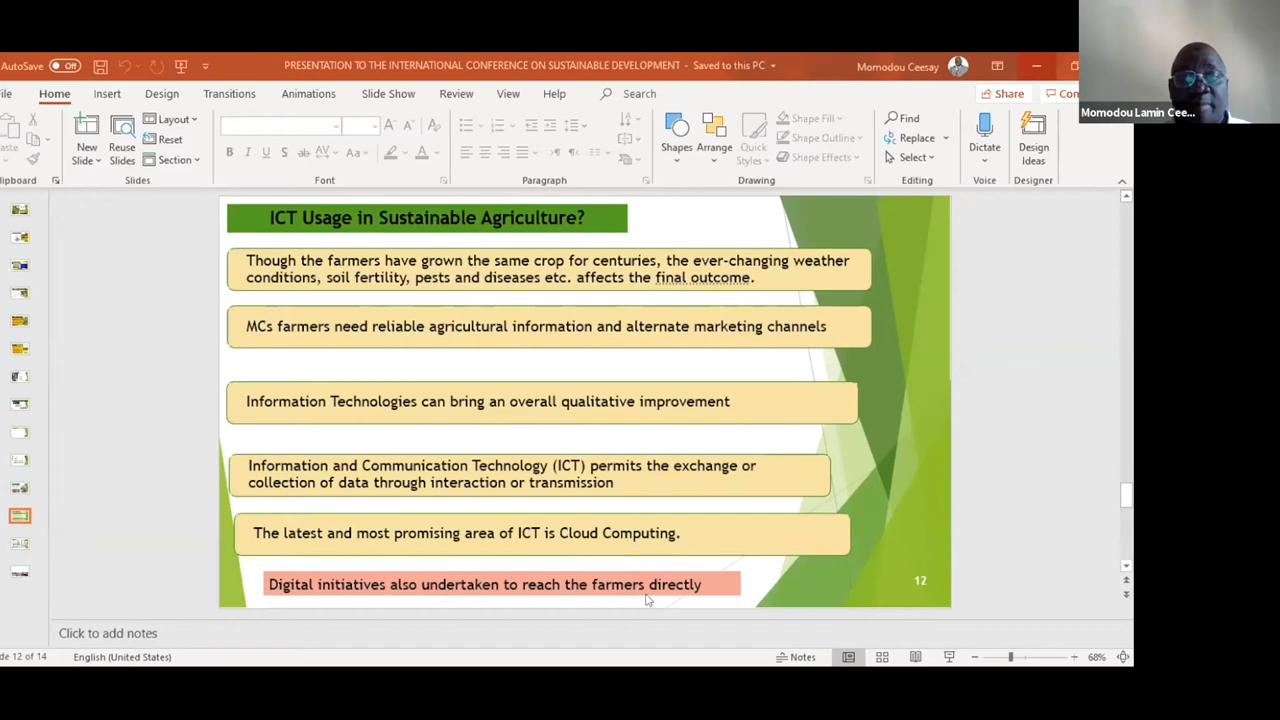 AutoSave Off
PRESENTATION TO THE INTERNATIONAL CONFERENCE ON SUSTAINABLE DEVELOPMENT - Saved to this PC
Momodou Ceesay
Momodou Lamin Cee...
Home Insert Design Transitions Animations Slide Show Review View Help Search Share
New Slides
Reuse Slides
Layout
Reset
Section
Shapes
Arrange
Quick Styles
Shape Fill
Shape Outline
Shape Effects
Find
Replace
Select
Dictate
Design Ideas
Slides Font Paragraph Drawing Editing Voice Designer
ICT Usage in Sustainable Agriculture?
Though the farmers have grown the same crop for centuries, the ever-changing weather
conditions, soil fertility, pests and diseases etc. affects the final outcome.
MCs farmers need reliable agricultural information and alternate marketing channels
Information Technologies can bring an overall qualitative improvement
Information and Communication Technology (ICT) permits the exchange or
collection of data through interaction or transmission
The latest and most promising area of ICT is Cloud Computing.
Digital initiatives also undertaken to reach the farmers directly
12
Click to add notes
de 12 of 14 English (United States) Notes 68%